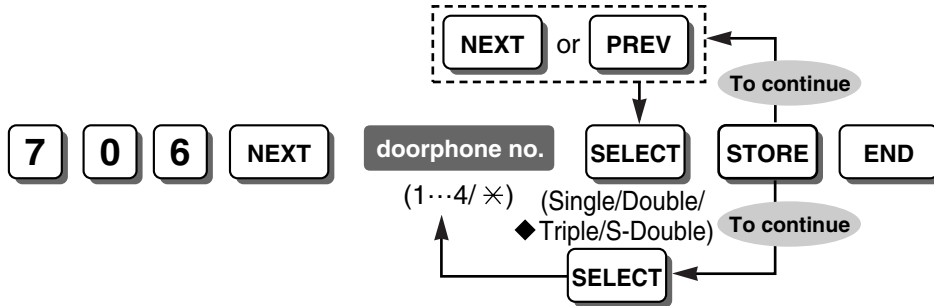 NEXT or PREV
To continue
7 0 6 NEXT doorphone no. SELECT STORE END
(1···4/ ✳) (Single/Double/
◆Triple/S-Double) To continue
SELECT